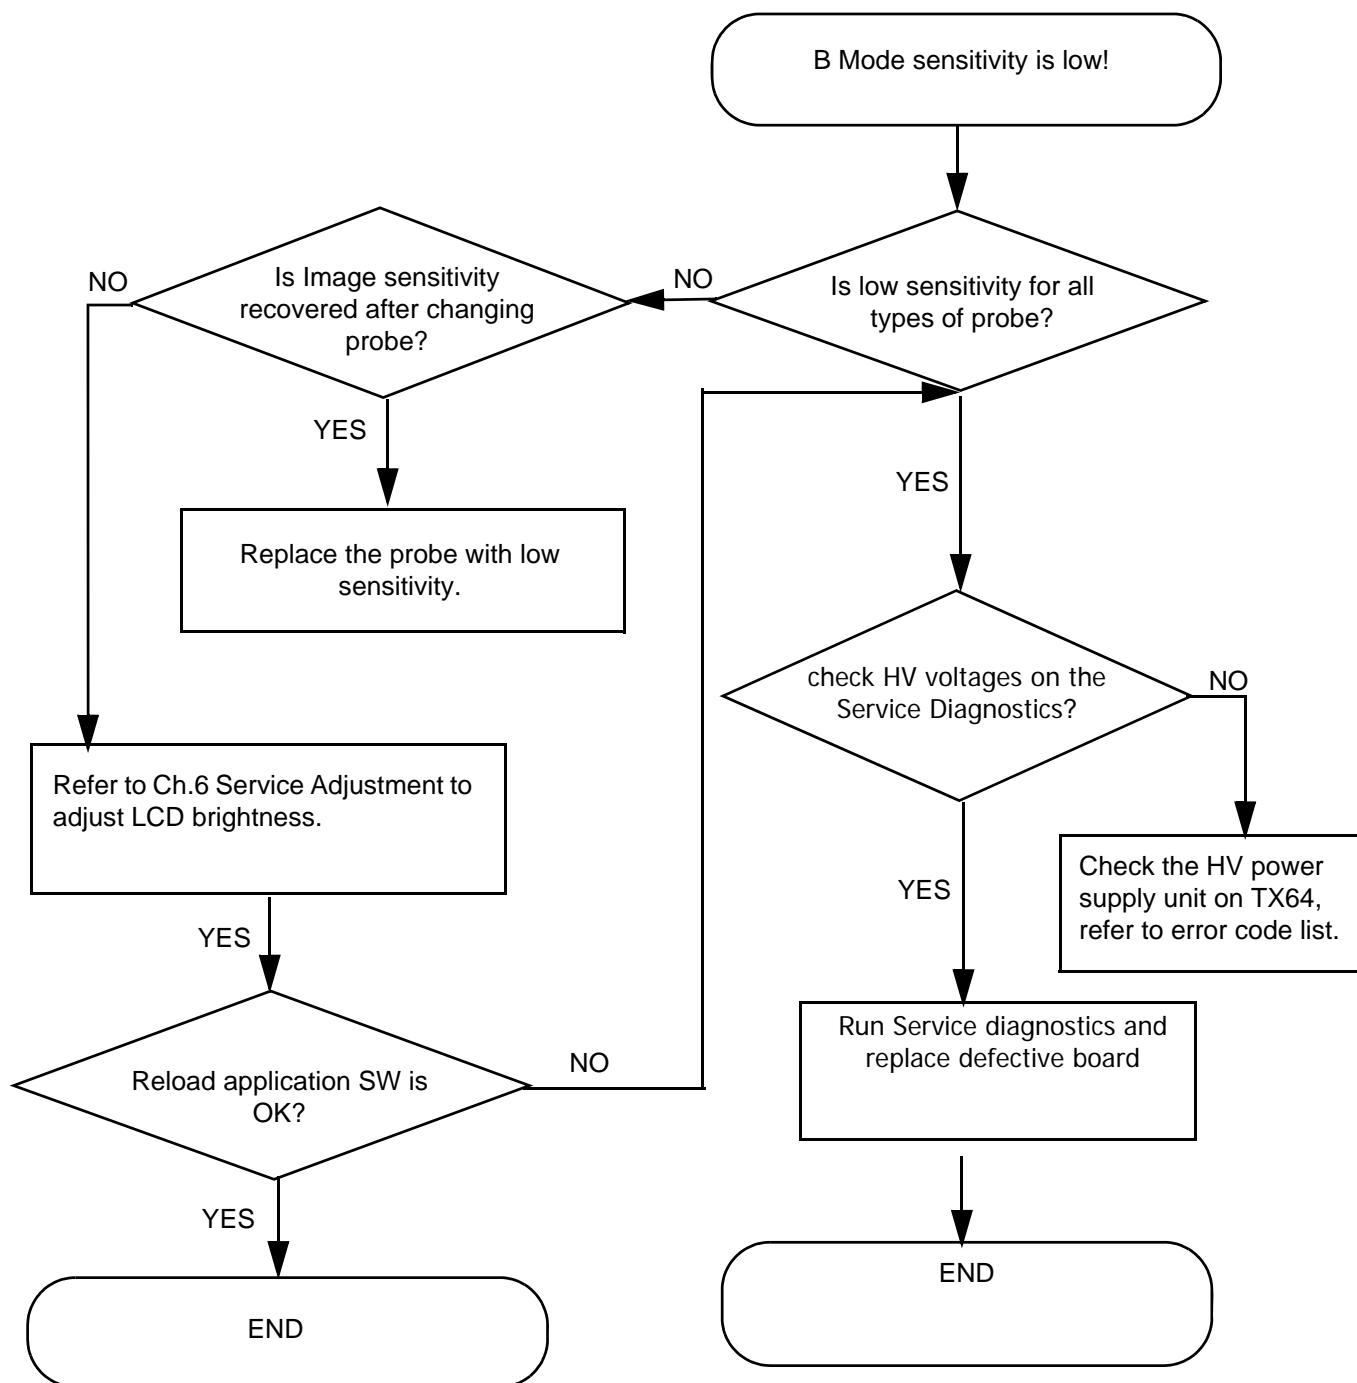 B Mode sensitivity is low!
Is low sensitivity for all
types of probe?
NO
Is Image sensitivity
recovered after changing
probe?
NO
YES
Replace the probe with low
sensitivity.
YES
check HV voltages on the
Service Diagnostics?
NO
Refer to Ch.6 Service Adjustment to
adjust LCD brightness.
Check the HV power
supply unit on TX64,
refer to error code list.
YES
YES
Run Service diagnostics and
replace defective board
Reload application SW is
OK?
NO
YES
END
END